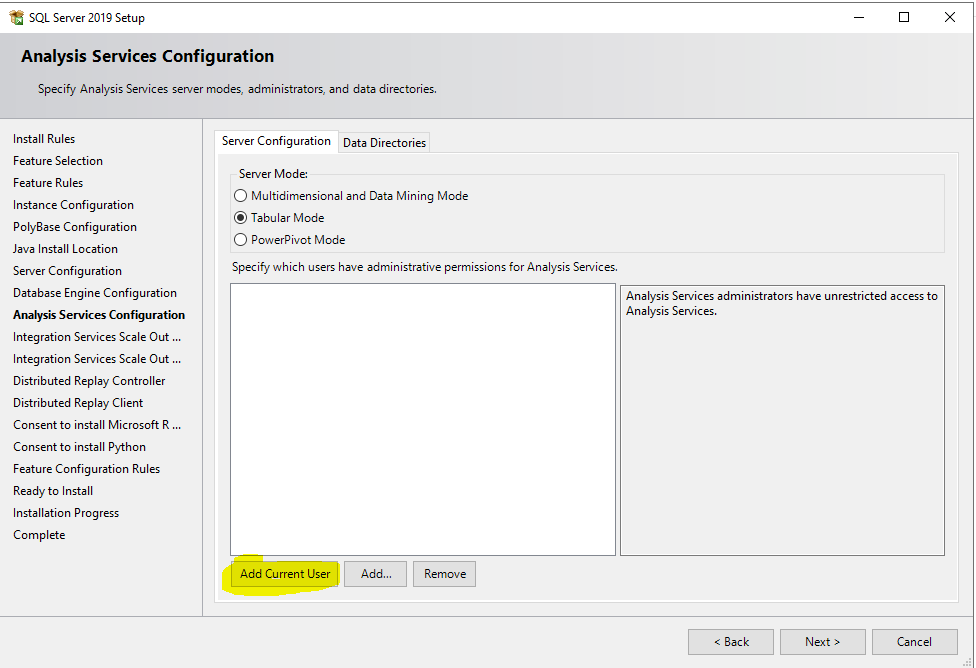 SQL Server 2019 Setup
Analysis Services Configuration
Specify Analysis Services server modes, administrators, and data directories.
Install Rules
Feature Selection
Feature Rules
Instance Configuration
PolyBase Configuration
Java Install Location
Server Configuration
Database Engine Configuration
Analysis Services Configuration
Integration Services Scale Out ...
Integration Services Scale Out ...
Distributed Replay Controller
Distributed Replay Client
Consent to install Microsoft R ...
Consent to install Python
Feature Configuration Rules
Ready to Install
Installation Progress
Complete
Server Configuration
Data Directories
Server Mode:
Multidimensional and Data Mining Mode
Tabular Mode
PowerPivot Mode
Specify which users have administrative permissions for Analysis Services.
Analysis Services administrators have unrestricted access to
Analysis Services.
Add Current User
Add...
Remove
< Back
Next >
Cancel